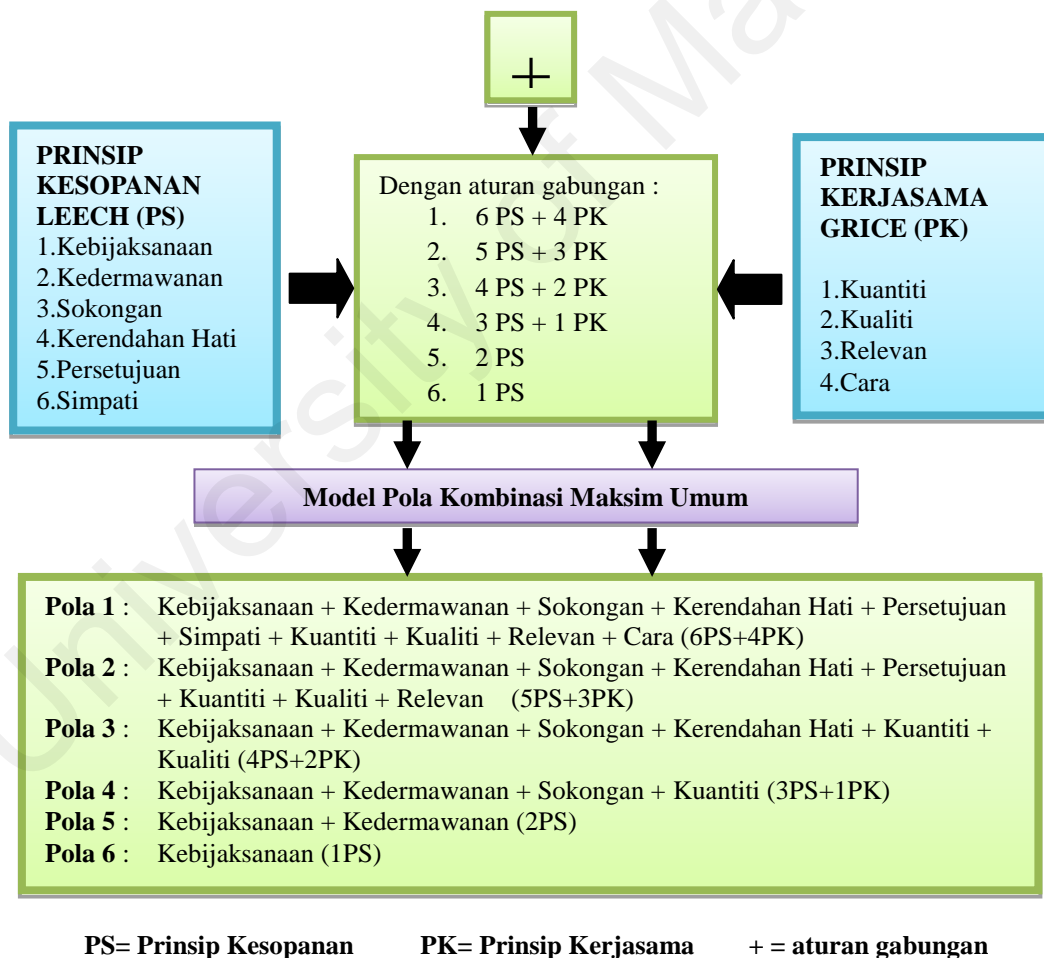 +
PRINSIP
KESOPANAN
LEECH (PS)
1.Kebijaksanaan
2.Kedermawanan
3.Sokongan
4.Kerendahan Hati
5.Persetujuan
6.Simpati
Dengan aturan gabungan :
1. 6 PS + 4 PK
2. 5 PS + 3 PK
3. 4 PS + 2 PK
4. 3 PS + 1 PK
5. 2 PS
6. 1 PS
PRINSIP
KERJASAMA
GRICE (PK)
1.Kuantiti
2.Kualiti
3.Relevan
4.Cara
Model Pola Kombinasi Maksim Umum
Pola 1 : Kebijaksanaan + Kedermawanan + Sokongan + Kerendahan Hati + Persetujuan
+ Simpati + Kuantiti + Kualiti + Relevan + Cara (6PS+4PK)
Pola 2 : Kebijaksanaan + Kedermawanan + Sokongan + Kerendahan Hati + Persetujuan
+ Kuantiti + Kualiti + Relevan (5PS+3PK)
Pola 3 : Kebijaksanaan + Kedermawanan + Sokongan + Kerendahan Hati + Kuantiti +
Kualiti (4PS+2PK)
Pola 4 : Kebijaksanaan + Kedermawanan + Sokongan + Kuantiti (3PS+1PK)
Pola 5 : Kebijaksanaan + Kedermawanan (2PS)
Pola 6 : Kebijaksanaan (1PS)
PS= Prinsip Kesopanan PK= Prinsip Kerjasama + = aturan gabungan
University of Ma